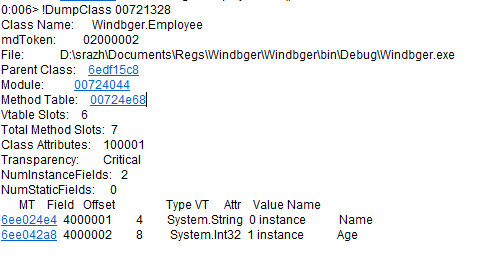 0:006> !DumpClass 00721328
Class Name: Windbger.Employee
mdToken: 02000002
File: D:\srazh\Documents\Regs\Windbger\Windbger\bin\Debug\Windbger.exe
Parent Class: 6edf15c8
Module: 00724044
Method Table: 00724e68
Vtable Slots: 6
Total Method Slots: 7
Class Attributes: 100001
Transparency: Critical
NumInstanceFields: 2
NumStaticFields: 0
MT Field Offset Type VT Attr Value Name
6ee024e4 4000001 4 System.String 0 instance Name
6ee042a8 4000002 8 System.Int32 1 instance Age